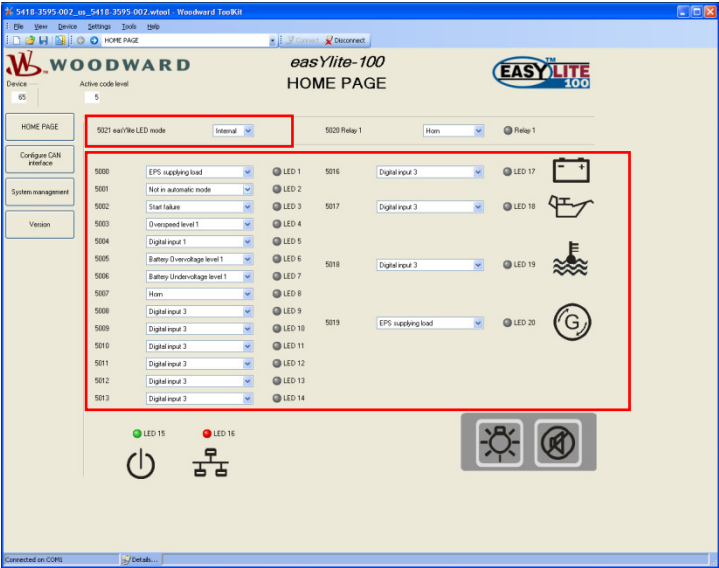 5418-3595-002_us_5418-3595-002.wtool - Woodward ToolKit
File View Device Settings Tools Help
HOME PAGE Connect Disconnect
WOODWARD
easYlite-100
HOME PAGE
EASYLITE
100
Device Active code level
65 5
HOME PAGE
Configure CAN
interface
System management
Version
5021 easYlite LED mode Internal 5020 Relay 1 Horn Relay 1
5000 EPS supplying load LED 1 5016 Digital input 3 LED 17
5001 Not in automatic mode LED 2
5002 Start failure LED 3 5017 Digital input 3 LED 18
5003 Overspeed level 1 LED 4
5004 Digital input 1 LED 5
5005 Battery Overvoltage level 1 LED 6
5018 Digital input 3 LED 19
5006 Battery Undervoltage level 1 LED 7
5007 Horn LED 8
5008 Digital input 3 LED 9
5019 EPS supplying load LED 20
5009 Digital input 3 LED 10
5010 Digital input 3 LED 11
5011 Digital input 3 LED 12
5012 Digital input 3 LED 13
5013 Digital input 3 LED 14
G
LED 15 LED 16
Connected on COM1 Details...